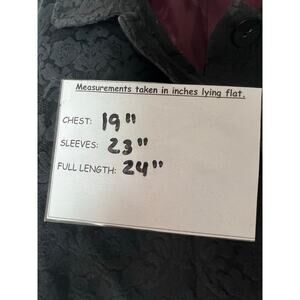 Measurements taken in inches lying flat.
CHEST: 19"
SLEEVES: 23"
FULL LENGTH: 24"